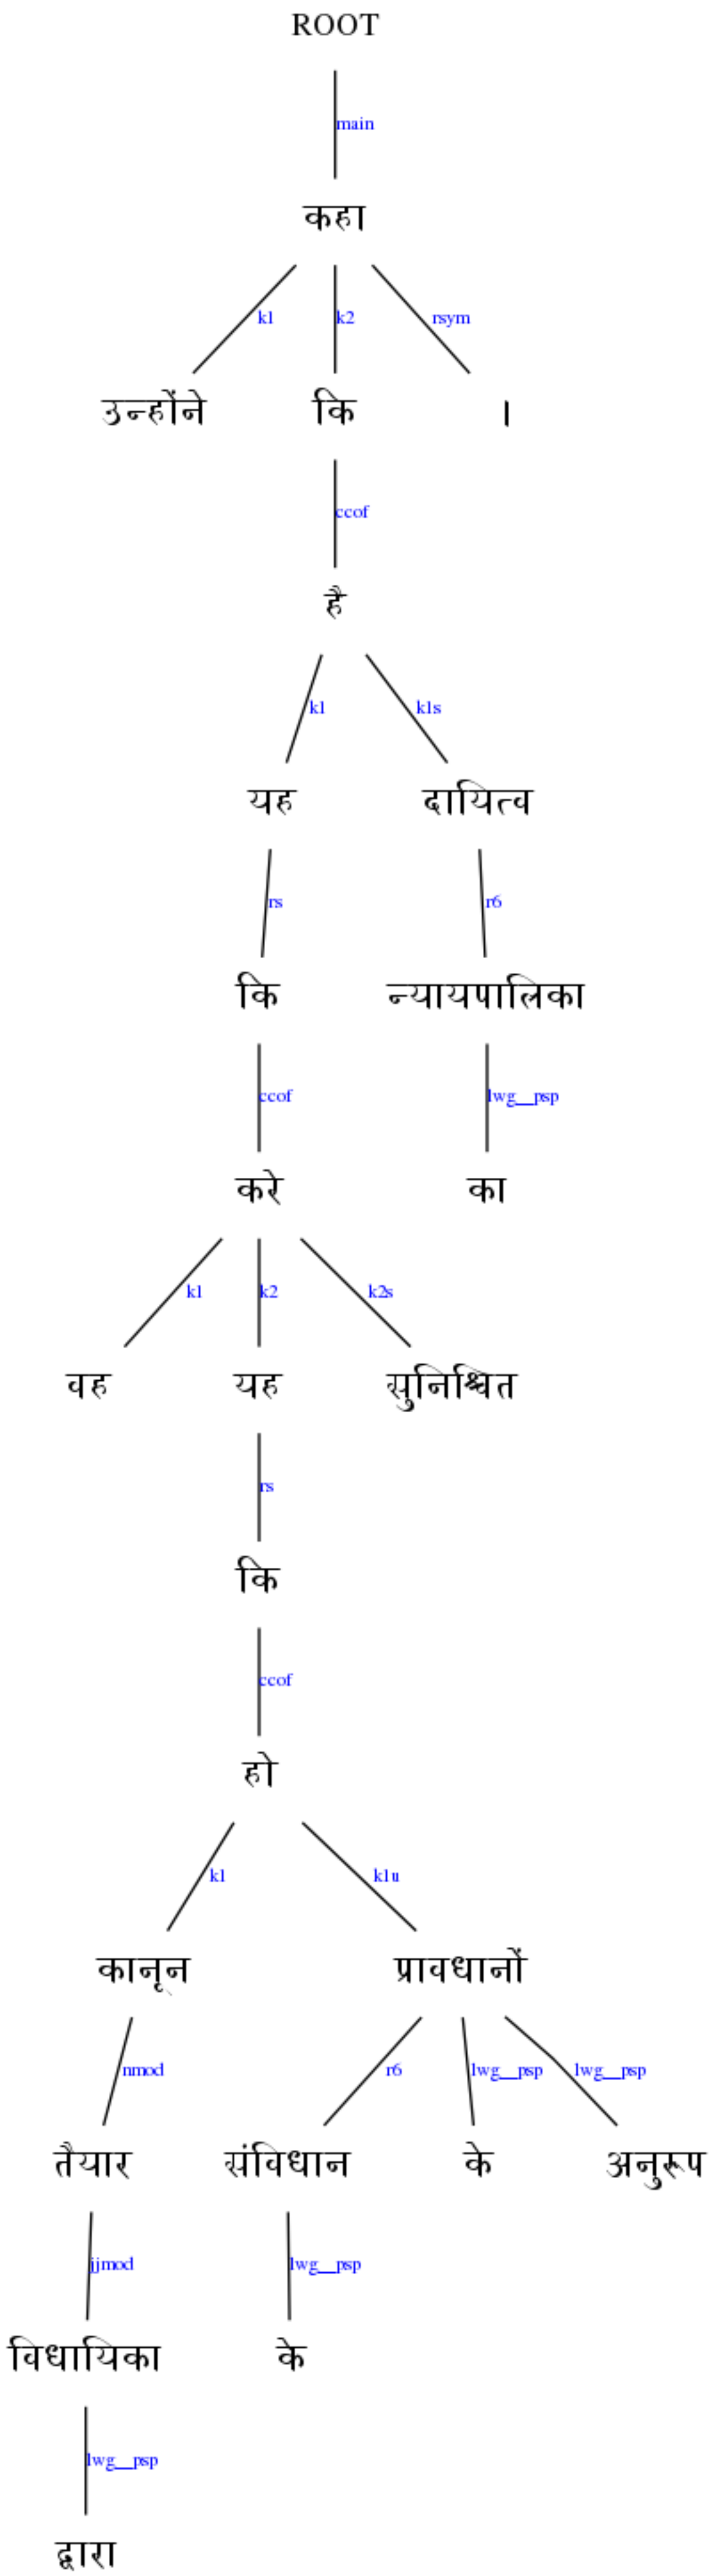 ROOT
main
कहा
k1 k2 rsym
उन्होंने कि ।
ccof
है
k1 k1s
यह दायित्व
rs r6
कि न्यायपालिका
ccof lwg__psp
करे का
k1 k2 k2s
वह यह सुनिश्चित
rs
कि
ccof
हो
k1 k1u
कानून प्रावधानों
nmod r6 lwg__psp lwg__psp
तैयार संविधान के अनुरूप
jjmod lwg__psp
विधायिका के
lwg__psp
द्वारा